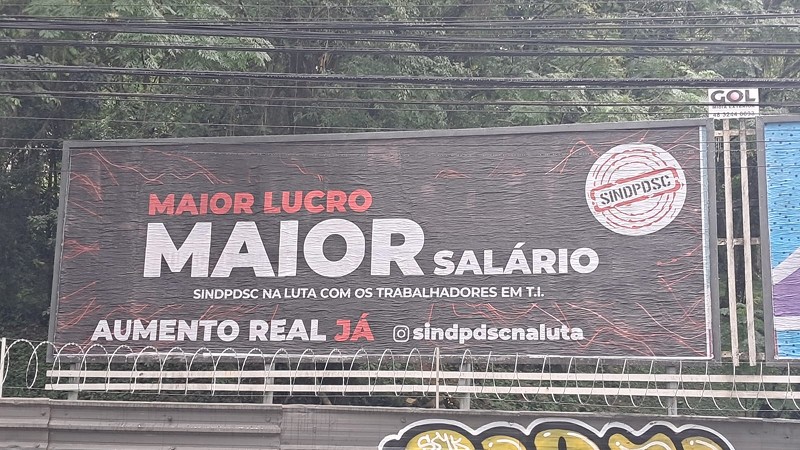 GOL
MAIOR LUCRO
MAIOR SALÁRIO
SINDPDSC
SINDPDSC NA LUTA COM OS TRABALHADORES EM T.I.
AUMENTO REAL JÁ
sindpdscnaluta